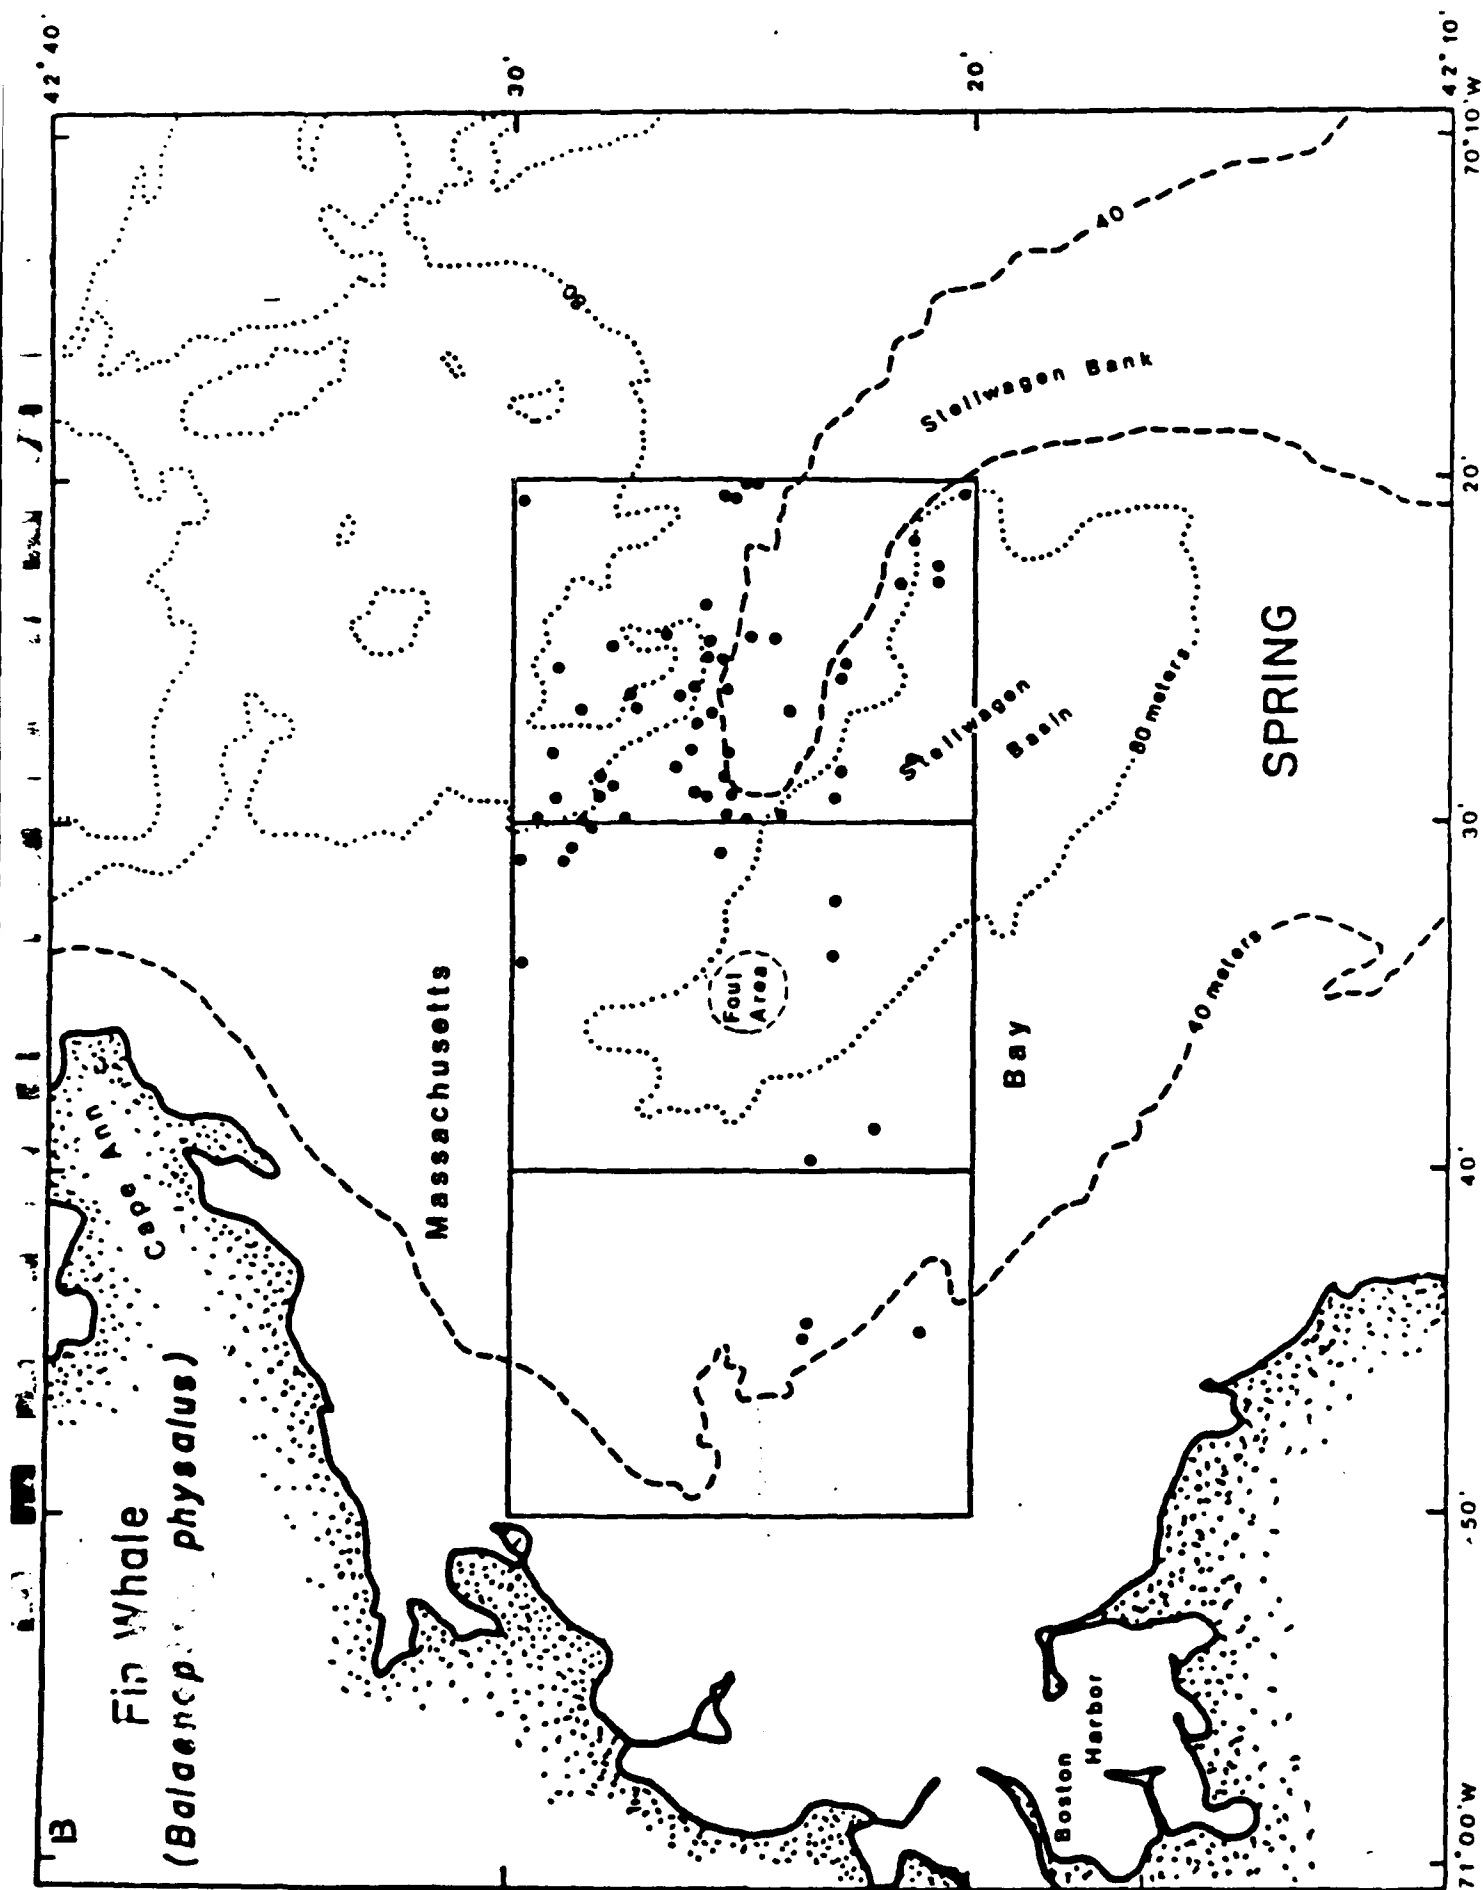 B
Fin Whale
(Balaenop physalus)
Cape Ann
Massachusetts
Bay
Foul
Area
Stellwagen Bank
Stellwagen
Basin
80
40
80 meters
40 meters
SPRING
Boston
Harbor
42°40'
30'
20'
42°10'
71°00'W
50'
40'
30'
20'
70°10'W